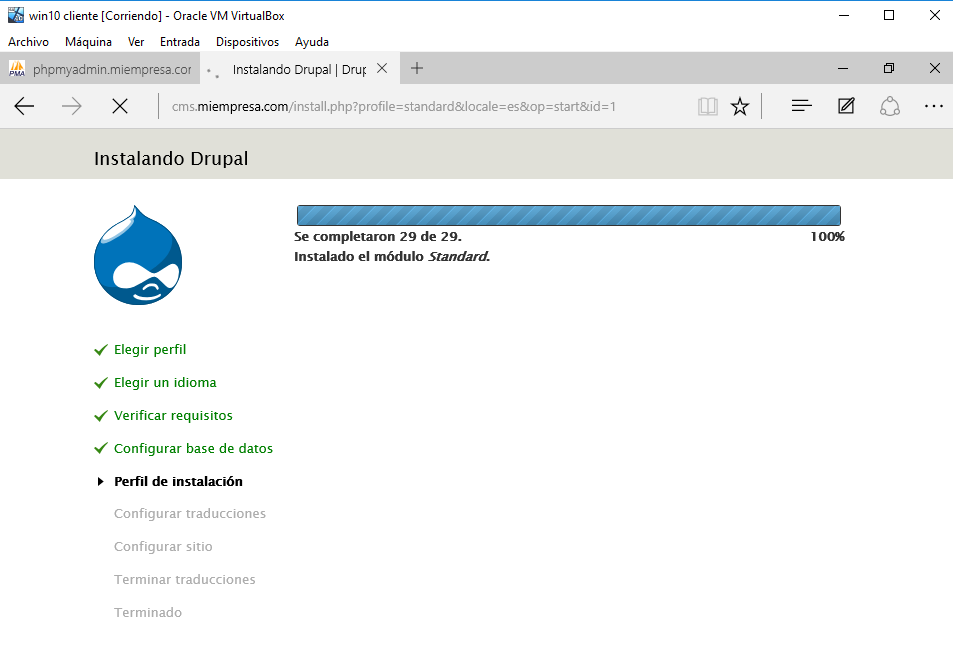 win10 cliente [Corriendo] - Oracle VM VirtualBox
Archivo Máquina Ver Entrada Dispositivos Ayuda
PMA phpmyadmin.miempresa.cor Instalando Drupal | Drup
cms.miempresa.com/install.php?profile=standard&locale=es&op=start&id=1
Instalando Drupal
Se completaron 29 de 29. 100%
Instalado el módulo Standard.
Elegir perfil
Elegir un idioma
Verificar requisitos
Configurar base de datos
Perfil de instalación
Configurar traducciones
Configurar sitio
Terminar traducciones
Terminado